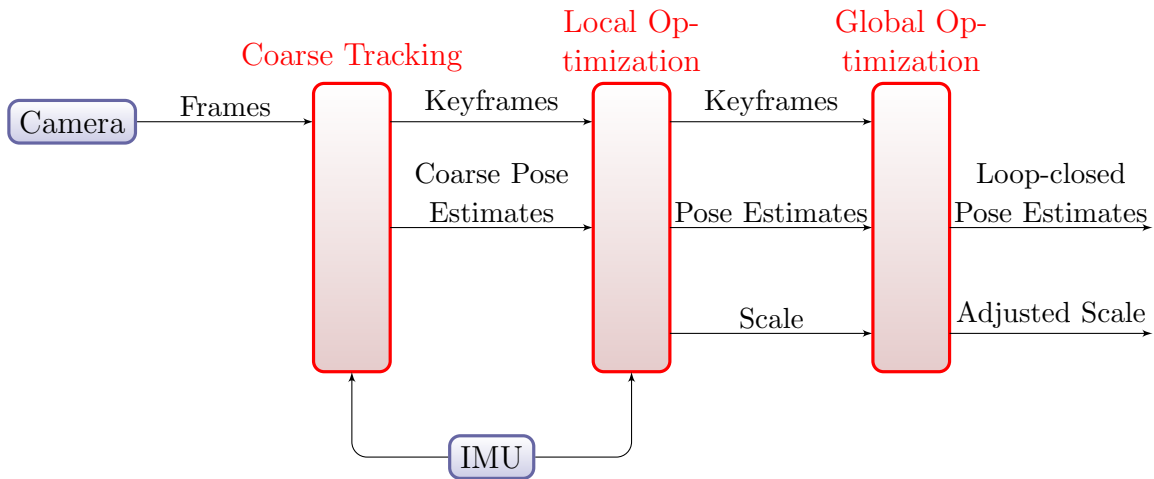 Coarse Tracking
Local Op-
timization
Global Op-
timization
Camera
Frames
Keyframes
Keyframes
Coarse Pose
Estimates
Pose Estimates
Loop-closed
Pose Estimates
Scale
Adjusted Scale
IMU